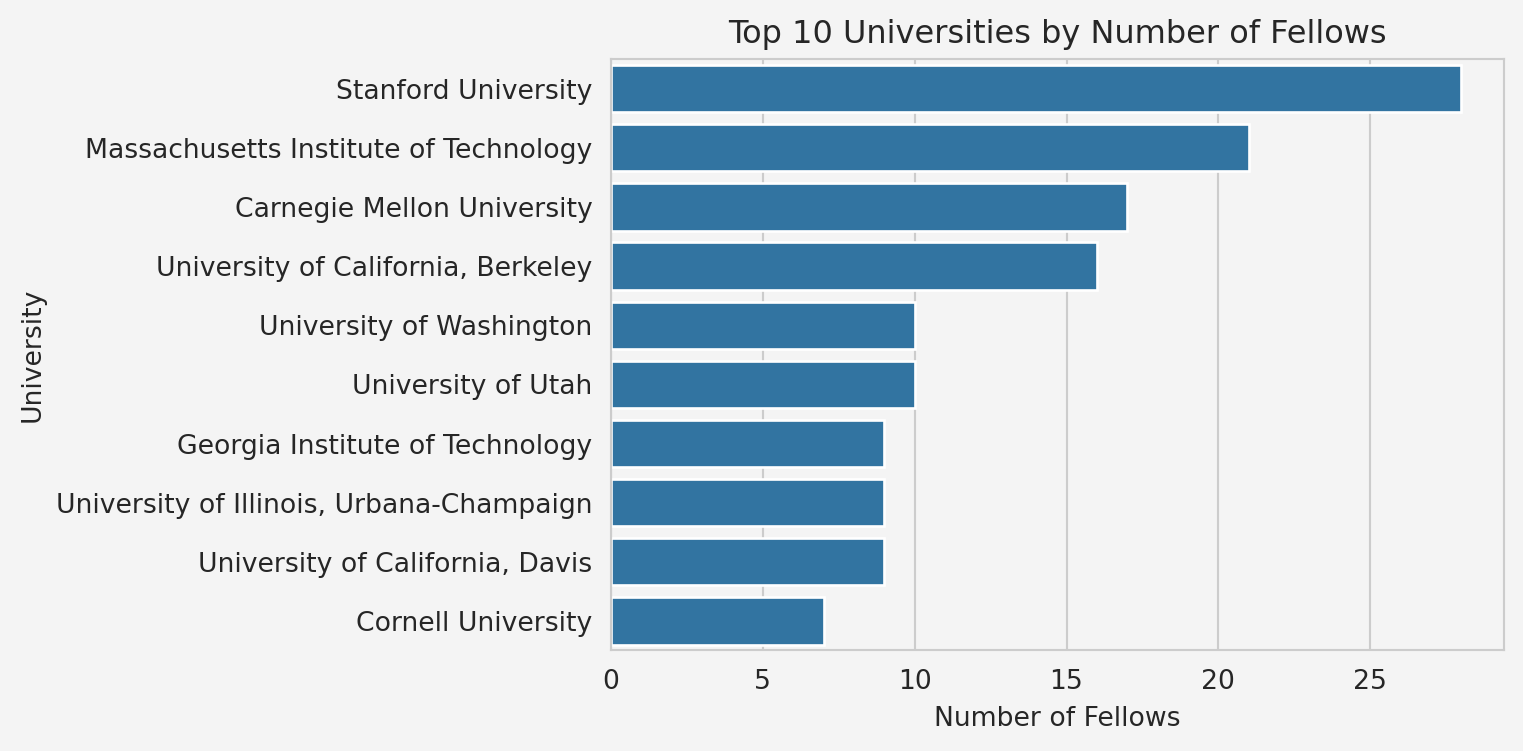 Top 10 Universities by Number of Fellows
Stanford University
Massachusetts Institute of Technology
Carnegie Mellon University
University of California, Berkeley
University of Washington
University of Utah
Georgia Institute of Technology
University of Illinois, Urbana-Champaign
University of California, Davis
Cornell University
University
0 5 10 15 20 25
Number of Fellows